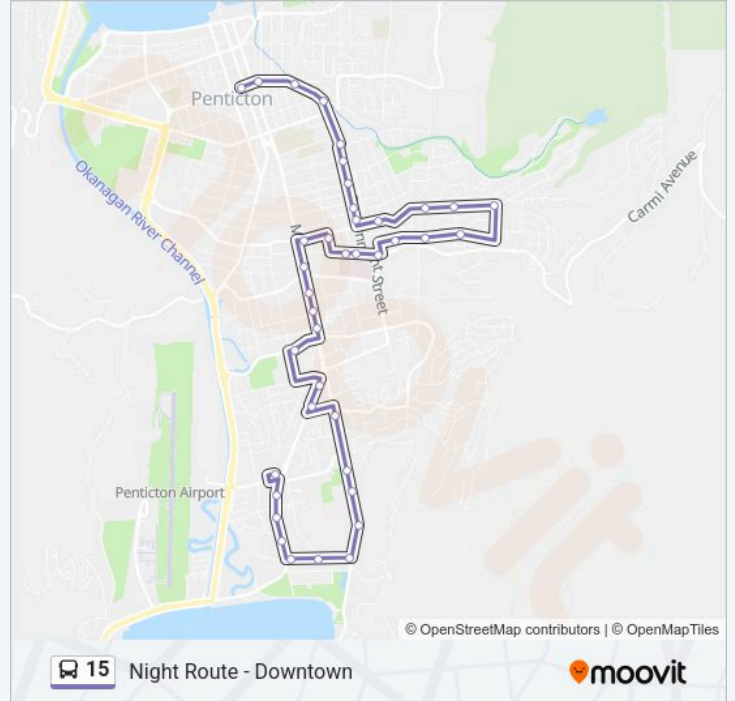 Penticton
Okanagan River Channel
Carmi Avenue
Street
Penticton Airport
© OpenStreetMap contributors | © OpenMapTiles
15 Night Route - Downtown
moovit